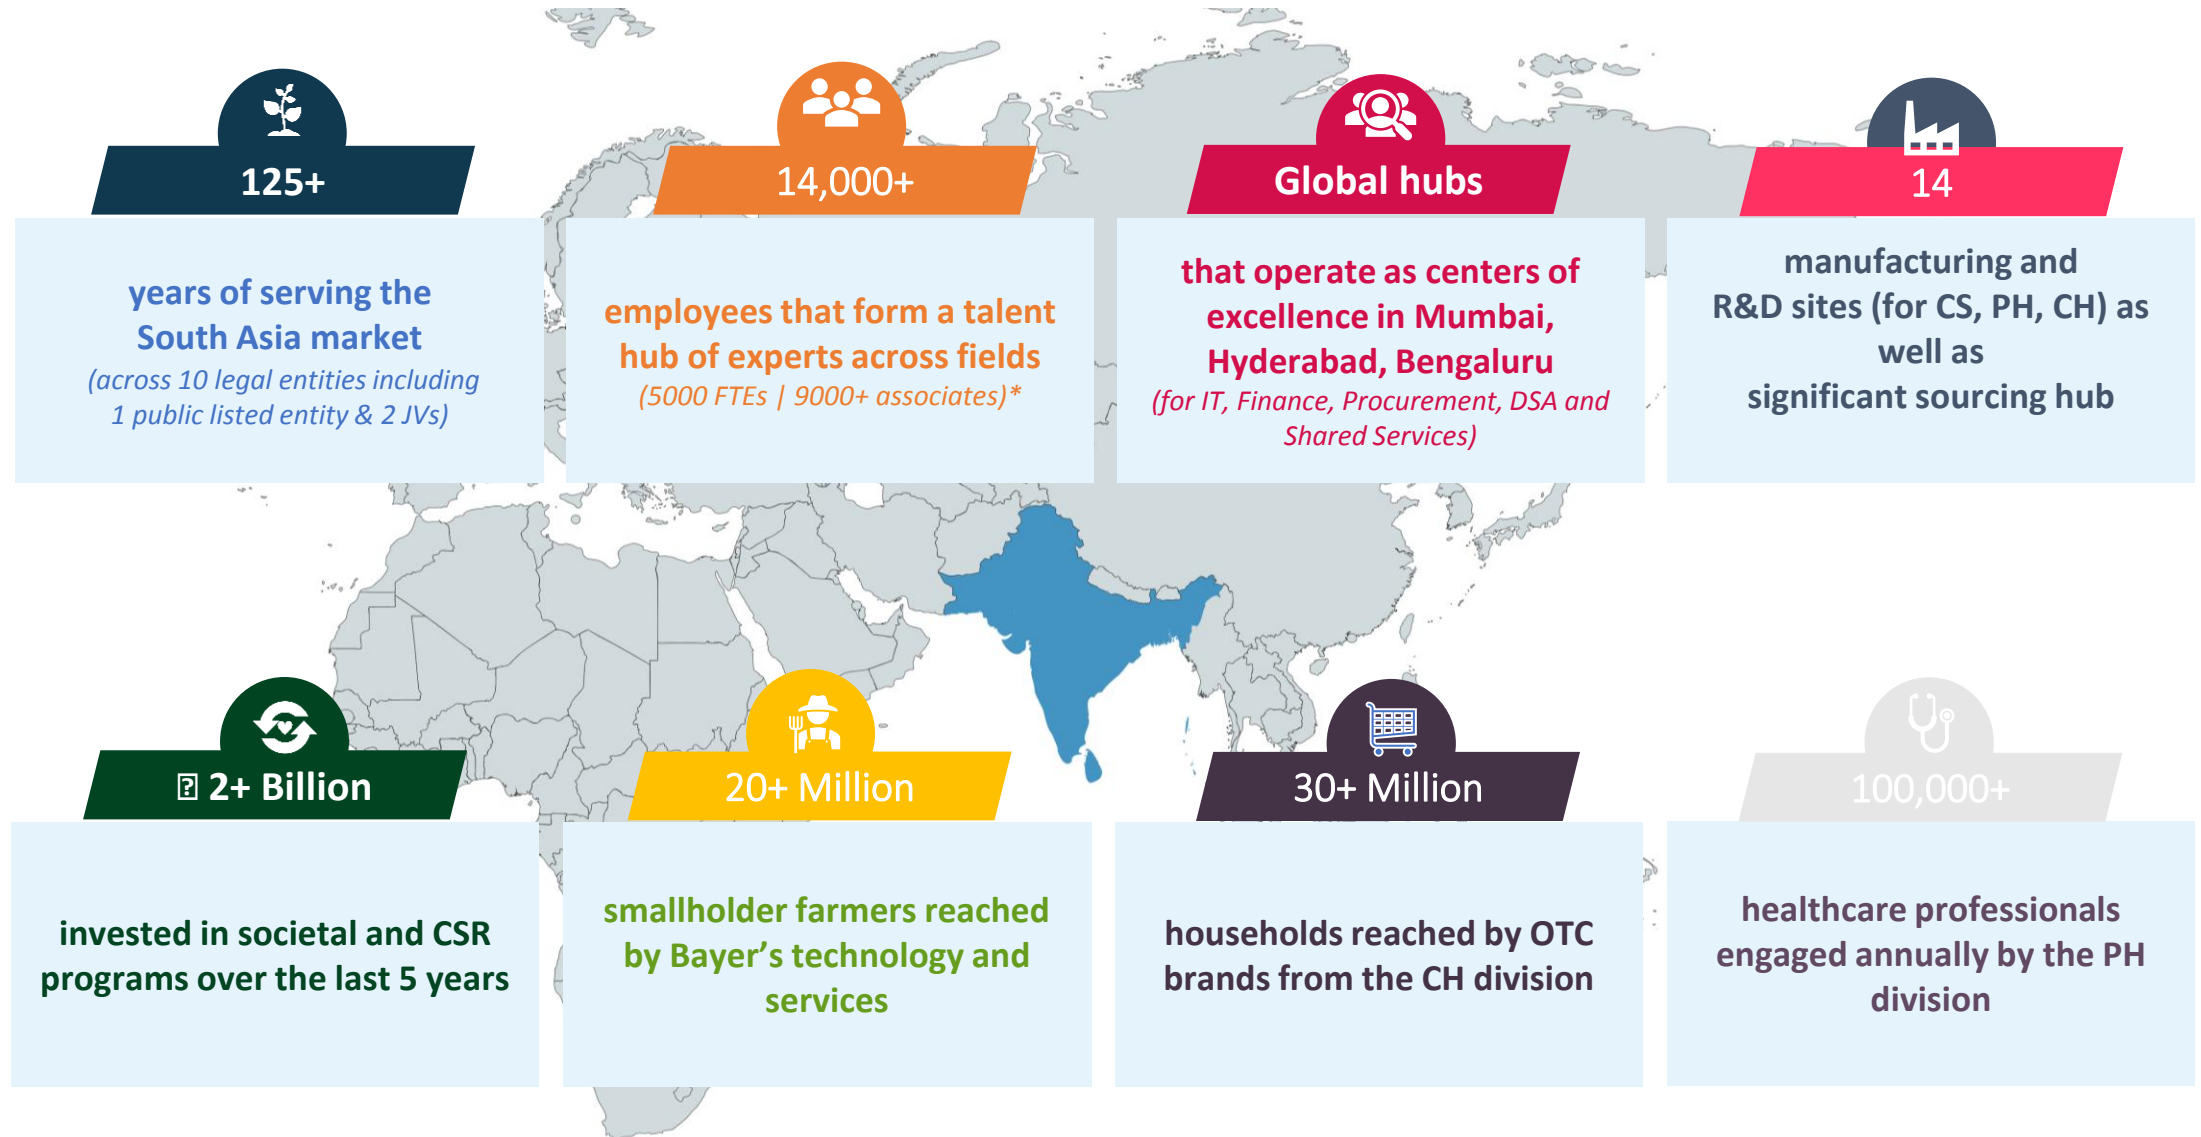 125+
years of serving the
South Asia market
(across 10 legal entities including
1 public listed entity & 2 JVs)
14,000+
employees that form a talent
hub of experts across fields
(5000 FTEs | 9000+ associates)*
Global hubs
that operate as centers of
excellence in Mumbai,
Hyderabad, Bengaluru
(for IT, Finance, Procurement, DSA and
Shared Services)
14
manufacturing and
R&D sites (for CS, PH, CH) as
well as
significant sourcing hub
⍰ 2+ Billion
invested in societal and CSR
programs over the last 5 years
20+ Million
smallholder farmers reached
by Bayer’s technology and
services
30+ Million
households reached by OTC
brands from the CH division
100,000+
healthcare professionals
engaged annually by the PH
division